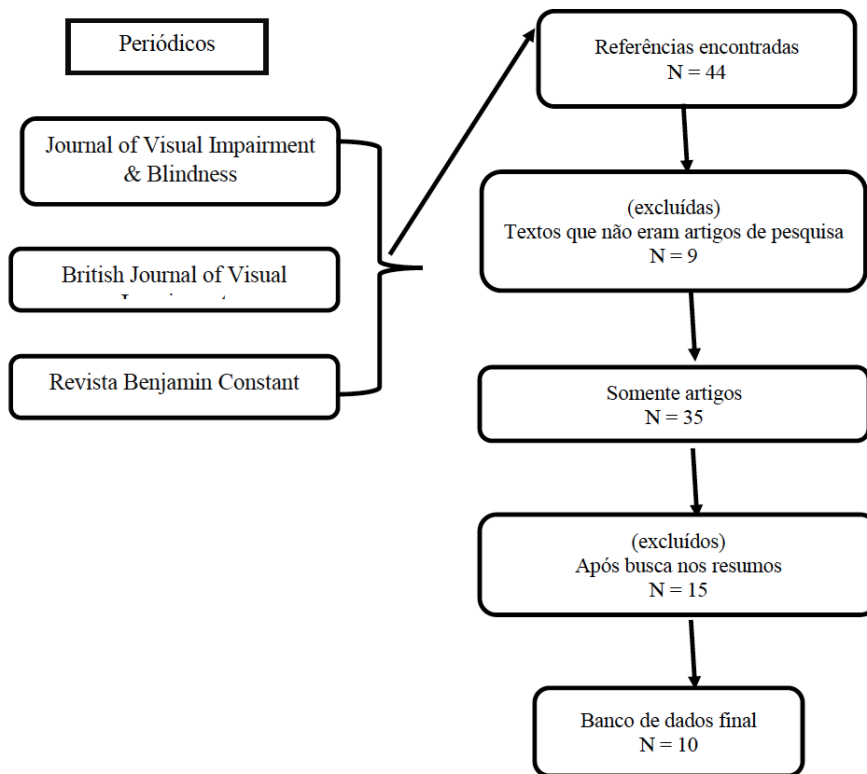 Periódicos
Journal of Visual Impairment
& Blindness
British Journal of Visual
Revista Benjamin Constant
Referências encontradas
N = 44
(excluídas)
Textos que não eram artigos de pesquisa
N = 9
Somente artigos
N = 35
(excluídos)
Após busca nos resumos
N = 15
Banco de dados final
N = 10